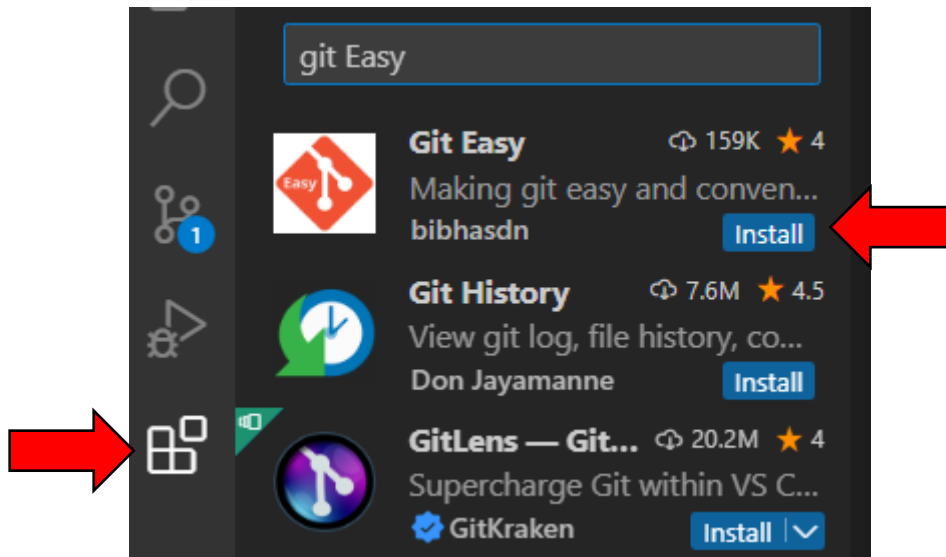 git Easy
Git Easy 159K ★ 4
Easy
Making git easy and conven...
bibhasdn Install
1
Git History 7.6M ★ 4.5
View git log, file history, co...
Don Jayamanne Install
GitLens — Git... 20.2M ★ 4
Supercharge Git within VS C...
GitKraken Install